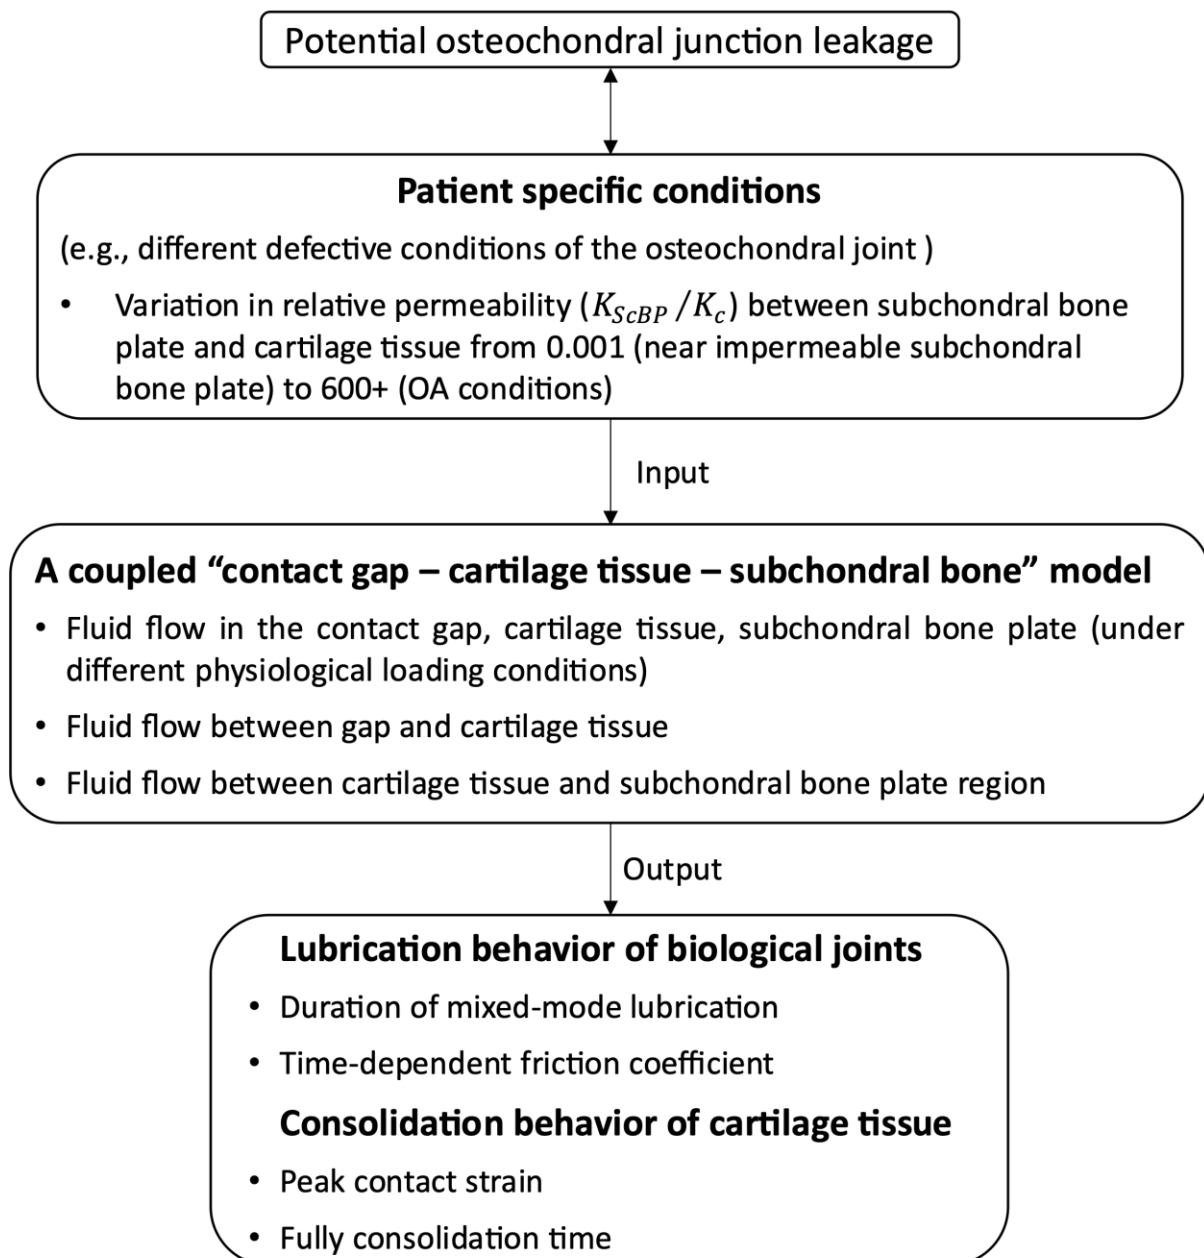 Potential osteochondral junction leakage
Patient specific conditions
(e.g., different defective conditions of the osteochondral joint )
• Variation in relative permeability (K_{ScBP} /K_c) between subchondral bone
plate and cartilage tissue from 0.001 (near impermeable subchondral
bone plate) to 600+ (OA conditions)
Input
A coupled “contact gap – cartilage tissue – subchondral bone” model
• Fluid flow in the contact gap, cartilage tissue, subchondral bone plate (under
different physiological loading conditions)
• Fluid flow between gap and cartilage tissue
• Fluid flow between cartilage tissue and subchondral bone plate region
Output
Lubrication behavior of biological joints
• Duration of mixed-mode lubrication
• Time-dependent friction coefficient
Consolidation behavior of cartilage tissue
• Peak contact strain
• Fully consolidation time